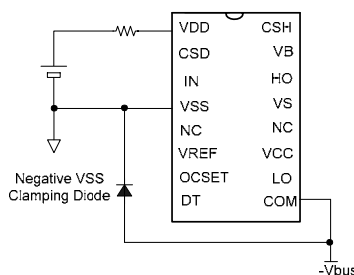 VDD CSH
CSD VB
IN HO
VSS VS
NC NC
VREF VCC
OCSET LO
DT COM
Negative VSS
Clamping Diode
-Vbus